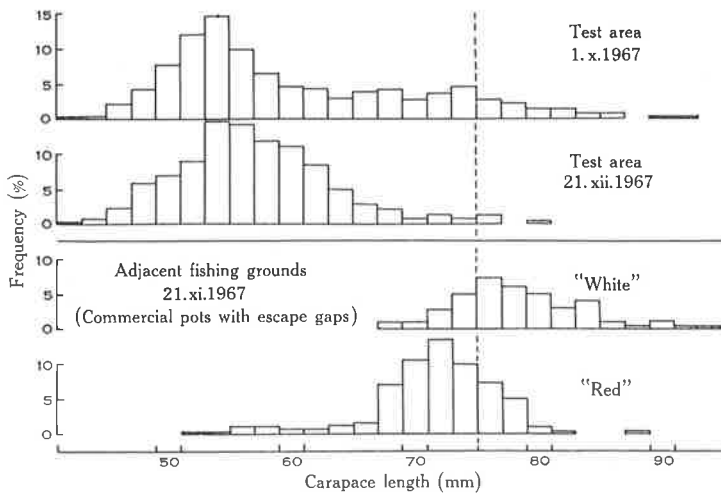 15
10
5
0
Test area
1.x.1967
10
5
0
Test area
21.xii.1967
Frequency (%)
10
5
0
Adjacent fishing grounds
21.xi.1967
(Commercial pots with escape gaps)
"White"
10
5
0
"Red"
50 60 70 80 90
Carapace length (mm)